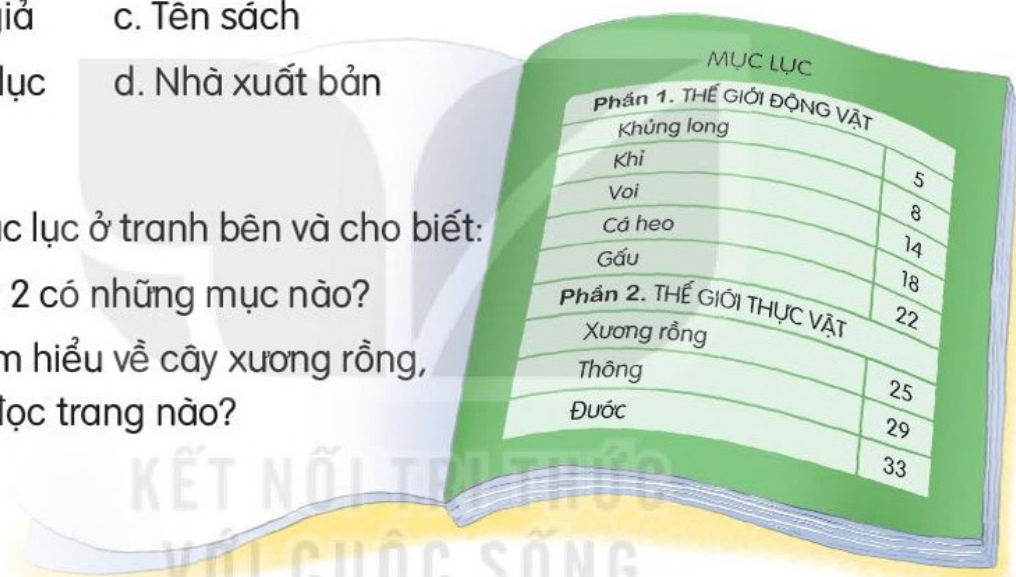 iả c. Tên sách
lục d. Nhà xuất bản
ục lục ở tranh bên và cho biết:
2 có những mục nào?
m hiểu về cây xương rồng,
đọc trang nào?
MỤC LỤC
Phần 1. THẾ GIỚI ĐỘNG VẬT
Khủng long 5
Khỉ 8
Voi 14
Cá heo 18
Gấu 22
Phần 2. THẾ GIỚI THỰC VẬT
Xương rồng 25
Thông 29
Đước 33
KẾT NỐI TRI THỨC
VỚI CUỘC SỐNG